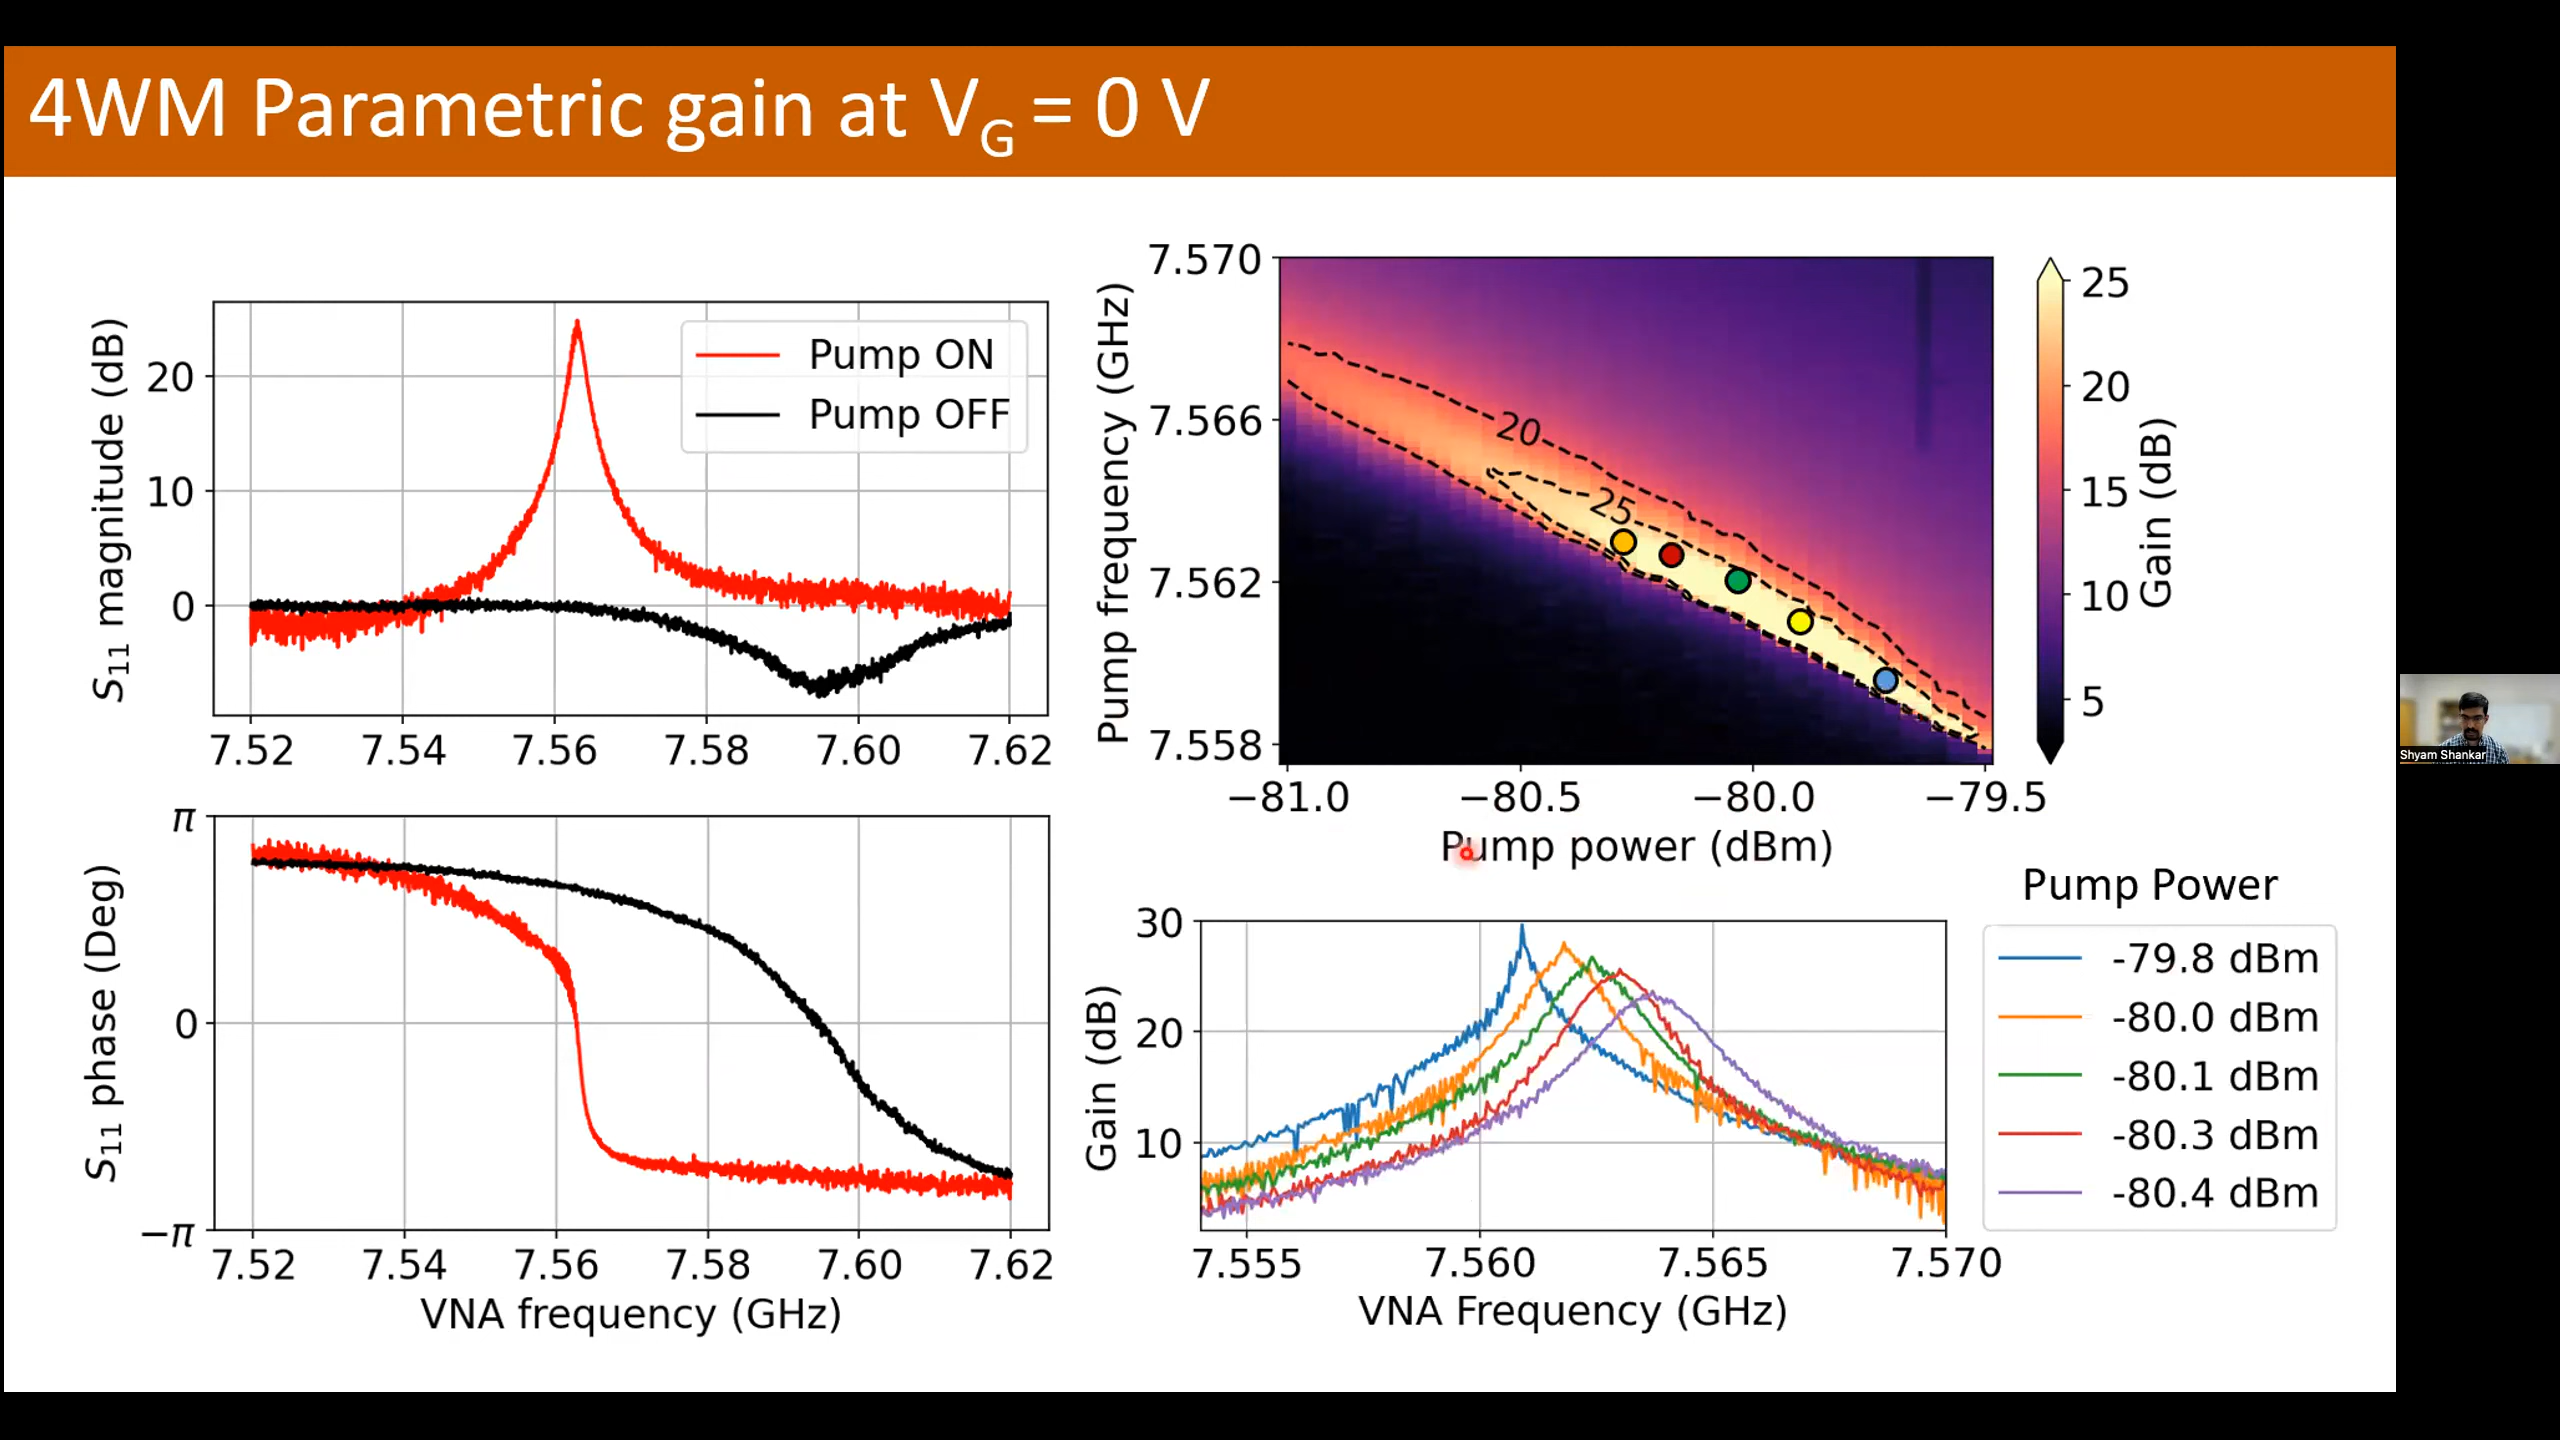 4WM Parametric gain at VG = 0 V
S11 magnitude (dB)
20
10
0
Pump ON
Pump OFF
7.52 7.54 7.56 7.58 7.60 7.62
S11 phase (Deg)
π
0
−π
7.52 7.54 7.56 7.58 7.60 7.62
VNA frequency (GHz)
Pump frequency (GHz)
7.570
7.566
7.562
7.558
20
25
−81.0 −80.5 −80.0 −79.5
Pump power (dBm)
25
20
15
10
5
Gain (dB)
Gain (dB)
30
20
10
7.555 7.560 7.565 7.570
VNA Frequency (GHz)
Pump Power
-79.8 dBm
-80.0 dBm
-80.1 dBm
-80.3 dBm
-80.4 dBm
Shyam Shankar